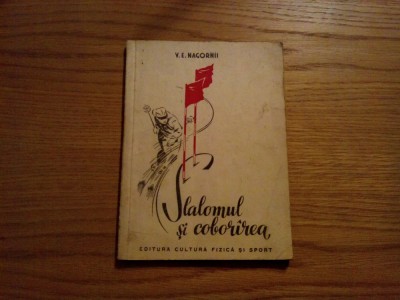 V. E. NAGORNII
Slalomul
și coborîrea
EDITURA CULTURA FIZICĂ ȘI SPORT